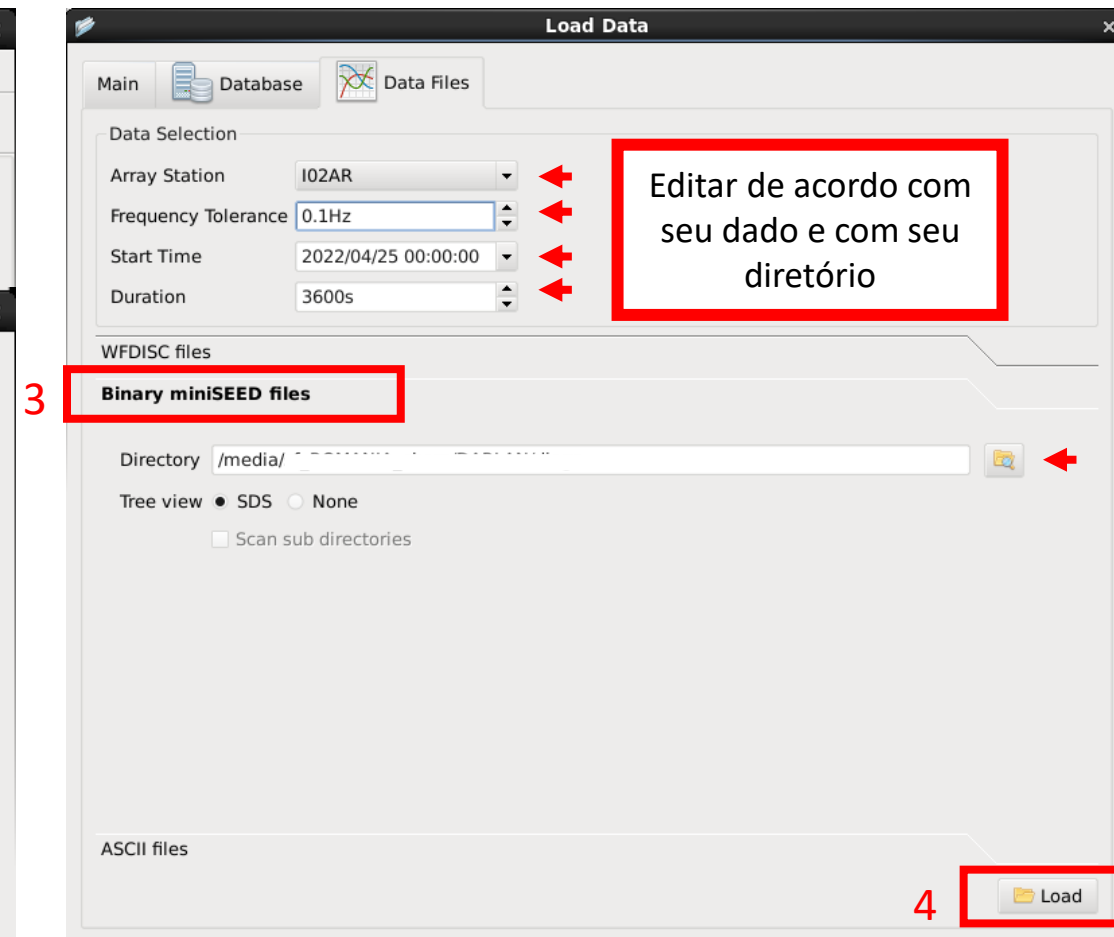 Load Data
Main
Database
Data Files
Data Selection
Array Station I02AR
Frequency Tolerance 0.1Hz
Start Time 2022/04/25 00:00:00
Duration 3600s
Editar de acordo com
seu dado e com seu
diretório
WFDISC files
3
Binary miniSEED files
Directory /media/
Tree view SDS None
Scan sub directories
ASCII files
4
Load